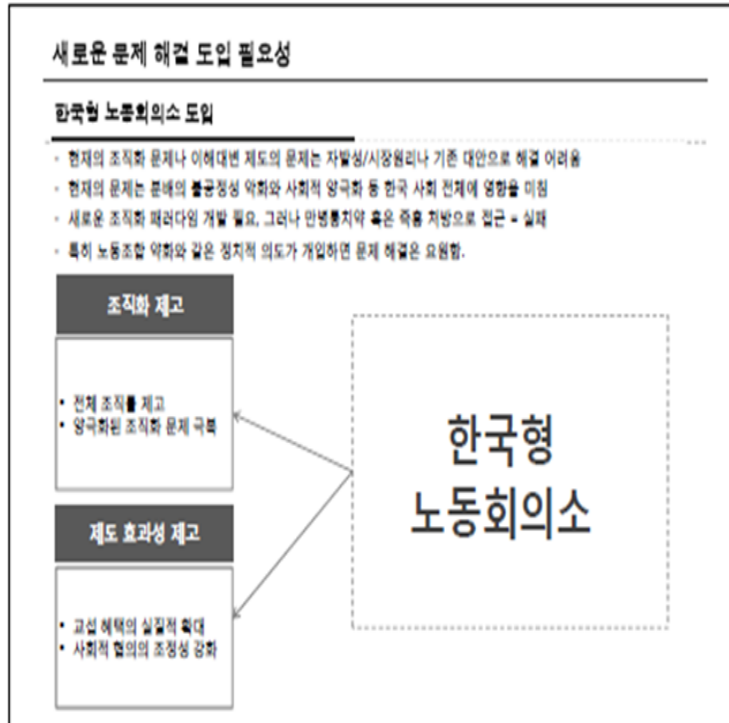 새로운 문제 해결 도입 필요성
한국형 노동회의소 도입
- 현재의 조직화 문제나 이해대변 제도의 문제는 자발성/시장원리나 기존 대안으로 해결 어려움
- 현재의 문제는 분배의 불공정성 악화와 사회적 양극화 등 한국 사회 전체에 영향을 미침
- 새로운 조직화 패러다임 개발 필요, 그러나 만병통치약 혹은 즉흥 처방으로 접근 = 실패
- 특히 노동조합 약화와 같은 정치적 의도가 개입하면 문제 해결은 요원함.
조직화 제고
• 전체 조직률 제고
• 양극화된 조직화 문제 극복
제도 효과성 제고
• 교섭 혜택의 실질적 확대
• 사회적 협의의 조정성 강화
한국형
노동회의소